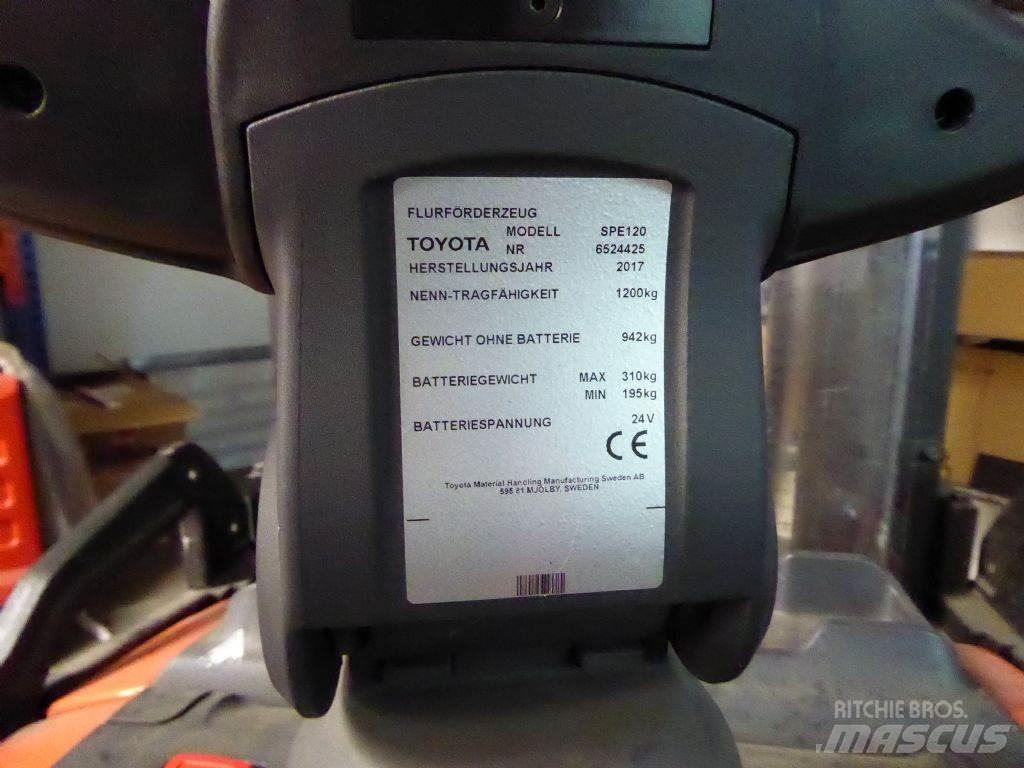 FLURFÖRDERZEUG
MODELL SPE120
TOYOTA
NR 6524425
HERSTELLUNGSJAHR 2017
NENN-TRAGFÄHIGKEIT 1200kg
GEWICHT OHNE BATTERIE 942kg
BATTERIEGEWICHT MAX 310kg
MIN 195kg
BATTERIESPANNUNG 24V
CE
Toyota Material Handling Manufacturing Sweden AB
595 81 MJÖLBY, SWEDEN
RITCHIE BROS.
MASCUS